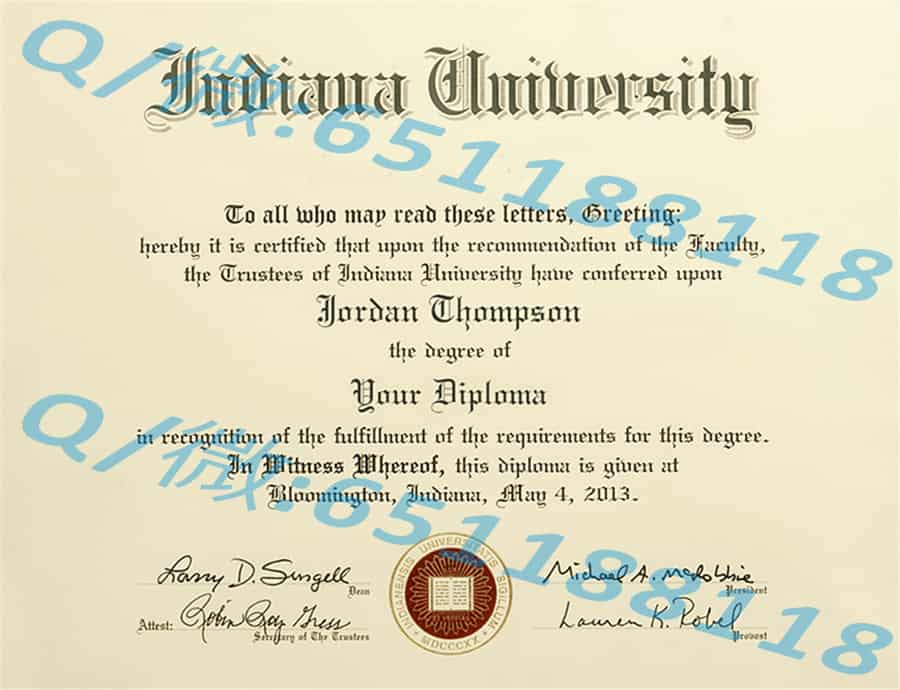 Indiana University
Q/微:651188118
To all who may read these letters, Greeting:
hereby it is certified that upon the recommendation of the Faculty,
the Trustees of Indiana University have conferred upon
Jordan Thompson
the degree of
Your Diploma
in recognition of the fulfillment of the requirements for this degree.
In Witness Whereof, this diploma is given at
Bloomington, Indiana, May 4, 2013.
Q/微:651188118
Larry D. Singell
Dean
Attest: Robin Roy Gress
Secretary of The Trustees
INDIANENSIS UNIVERSITATIS SIGILLUM
MDCCCXX
Michael A. McRobbie
President
Lauren K. Robel
Provost